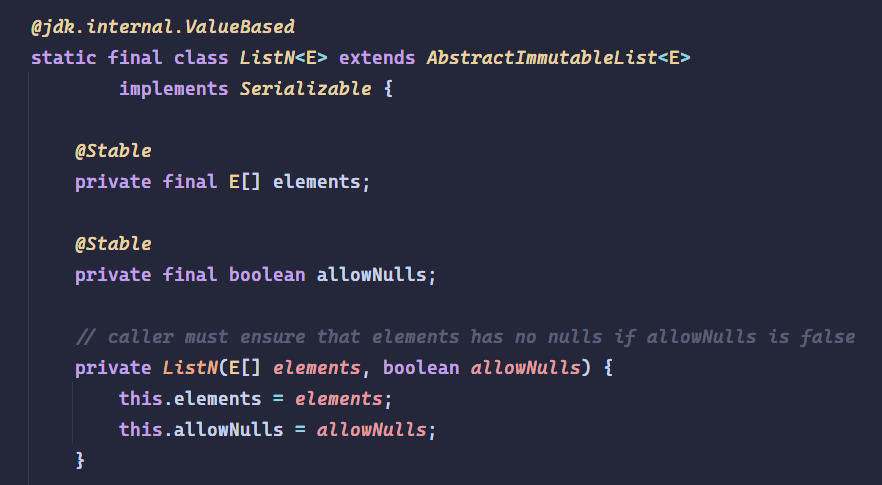 @jdk.internal.ValueBased
static final class ListN<E> extends AbstractImmutableList<E>
        implements Serializable {
    @Stable
    private final E[] elements;
    @Stable
    private final boolean allowNulls;
    // caller must ensure that elements has no nulls if allowNulls is false
    private ListN(E[] elements, boolean allowNulls) {
        this.elements = elements;
        this.allowNulls = allowNulls;
    }